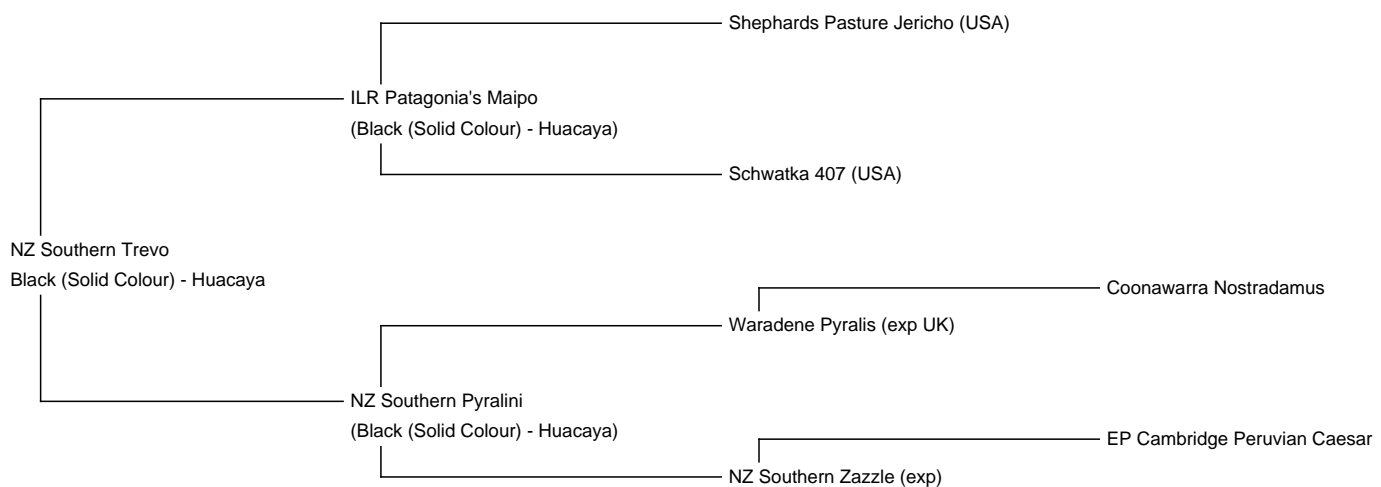 Shephards Pasture Jericho (USA)
ILR Patagonia's Maipo
(Black (Solid Colour) - Huacaya)
Schwatka 407 (USA)
NZ Southern Trevo
Black (Solid Colour) - Huacaya
Coonawarra Nostradamus
Waradene Pyralis (exp UK)
NZ Southern Pyralini
(Black (Solid Colour) - Huacaya)
EP Cambridge Peruvian Caesar
NZ Southern Zazzle (exp)